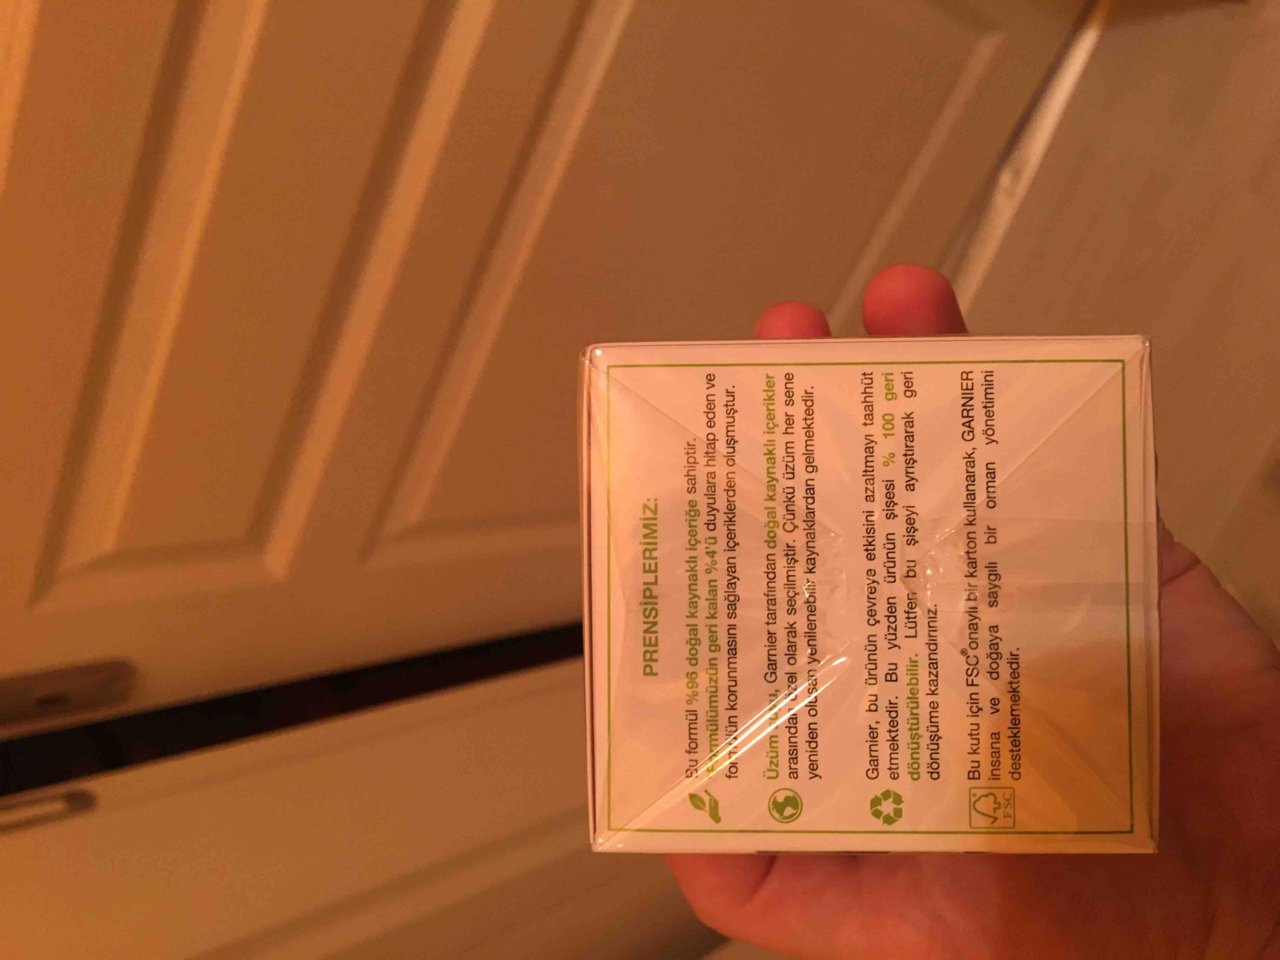 PRENSİPLERİMİZ:
Bu formül %96 doğal kaynaklı içeriğe sahiptir.
Formülümüzün geri kalan %4'ü duyulara hitap eden ve
formülün korunmasını sağlayan içeriklerden oluşmuştur.
Üzüm Garnier tarafından doğal kaynaklı içerikler
arasından özel olarak seçilmiştir. Çünkü üzüm her sene
yeniden oluşan yenilenebilir kaynaklardan gelmektedir.
Garnier, bu ürünün çevreye etkisini azaltmayı taahhüt
etmektedir. Bu yüzden ürünün şişesi % 100 geri
dönüştürülebilir. Lütfen bu şişeyi ayrıştırarak geri
dönüşüme kazandırınız.
Bu kutu için FSC® onaylı bir karton kullanarak, GARNIER
insana ve doğaya saygılı bir orman yönetimini
desteklemektedir.
FSC